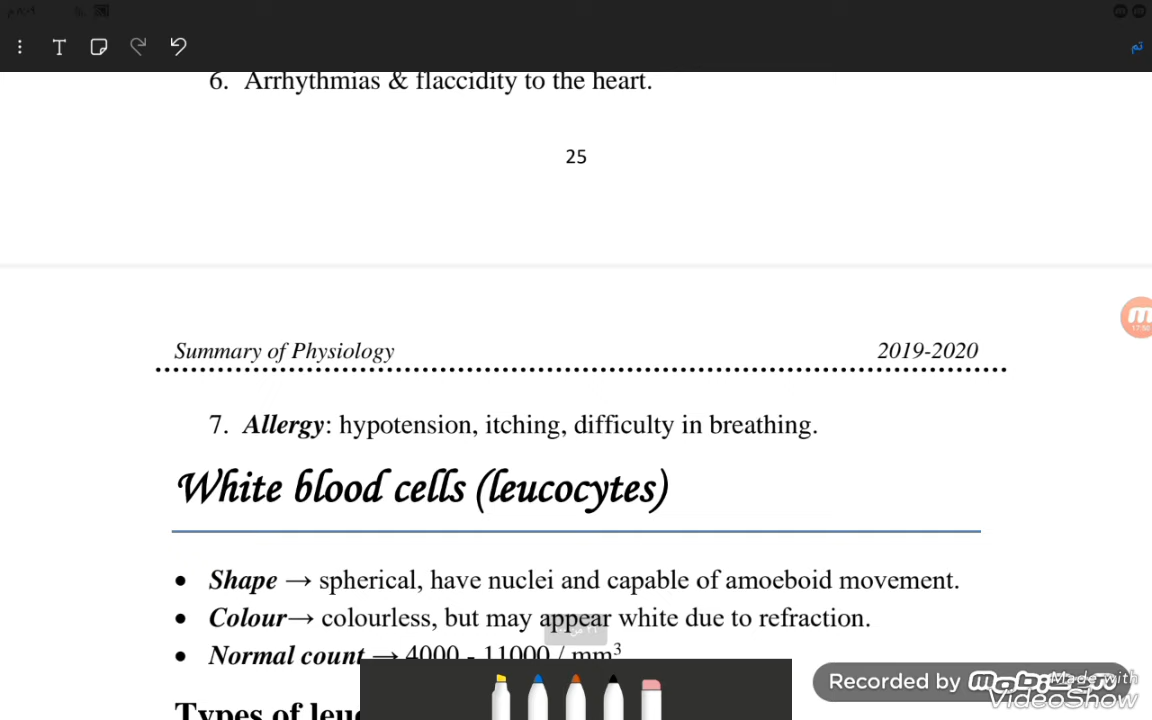 تم
T
6. Arrhythmias & flaccidity to the heart.
25
Summary of Physiology 2019-2020
7. Allergy: hypotension, itching, difficulty in breathing.
White blood cells (leucocytes)
• Shape → spherical, have nuclei and capable of amoeboid movement.
• Colour→ colourless, but may appear white due to refraction.
• Normal count → 4000 - 11000 / mm³
Types of leu
Recorded by
Made with
VideoShow